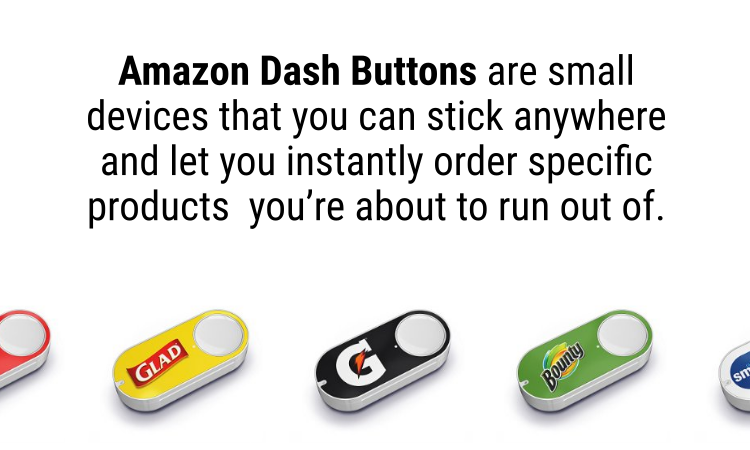 Amazon Dash Buttons are small
devices that you can stick anywhere
and let you instantly order specific
products  you’re about to run out of.
GLAD
G
Bounty
sm